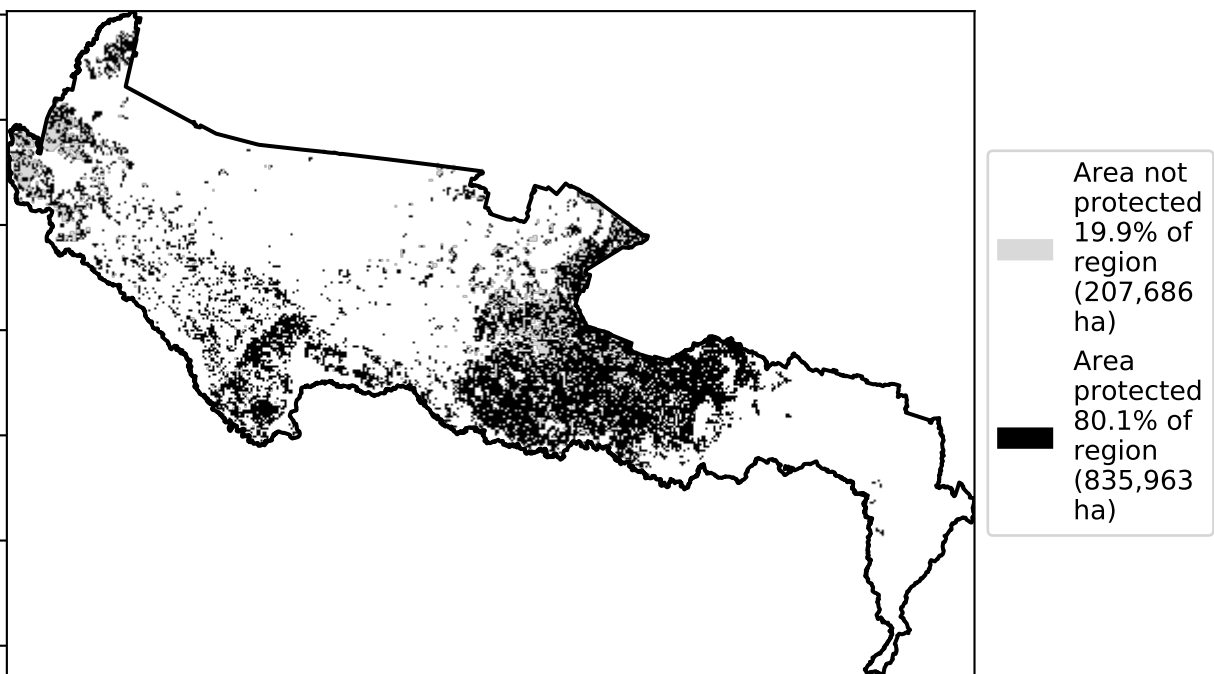 Area not
protected
19.9% of
region
(207,686
ha)
Area
protected
80.1% of
region
(835,963
ha)